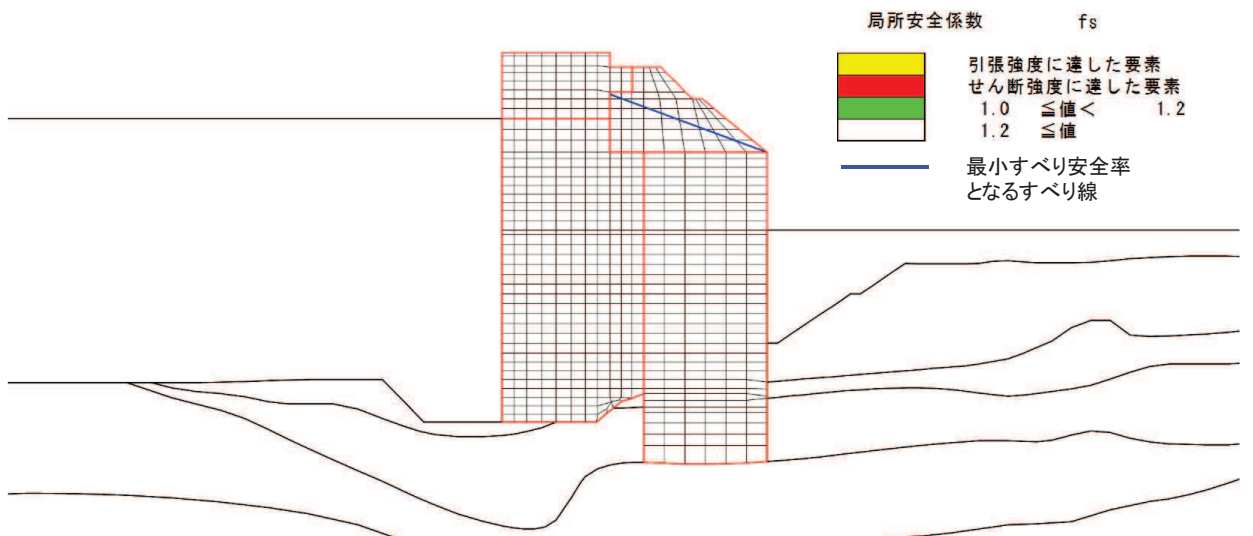 局所安全係数 fs
引張強度に達した要素
せん断強度に達した要素
1.0 ≦値< 1.2
1.2 ≦値
最小すべり安全率
となるすべり線